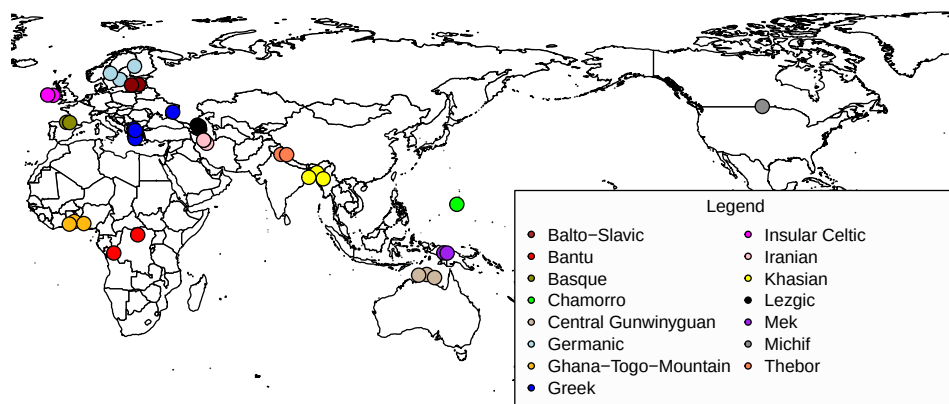 Legend
Balto−Slavic
Bantu
Basque
Chamorro
Central Gunwinyguan
Germanic
Ghana−Togo−Mountain
Greek
Insular Celtic
Iranian
Khasian
Lezgic
Mek
Michif
Thebor